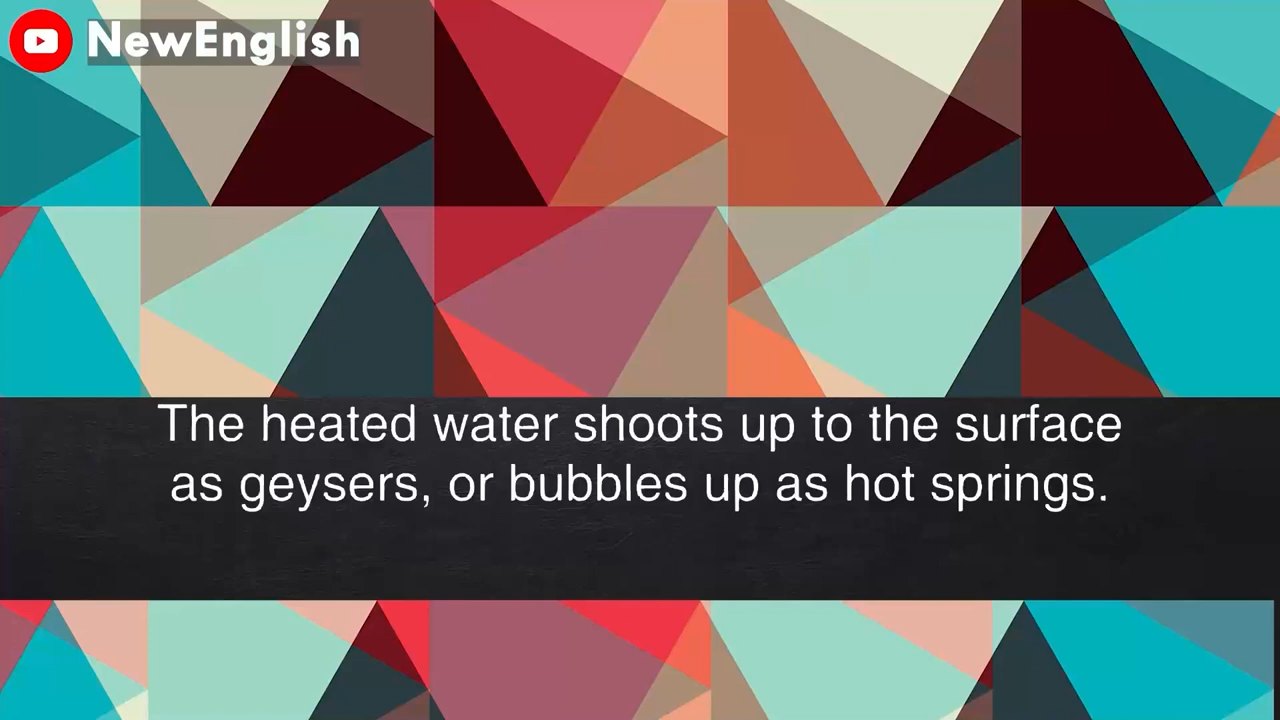 NewEnglish
The heated water shoots up to the surface
as geysers, or bubbles up as hot springs.